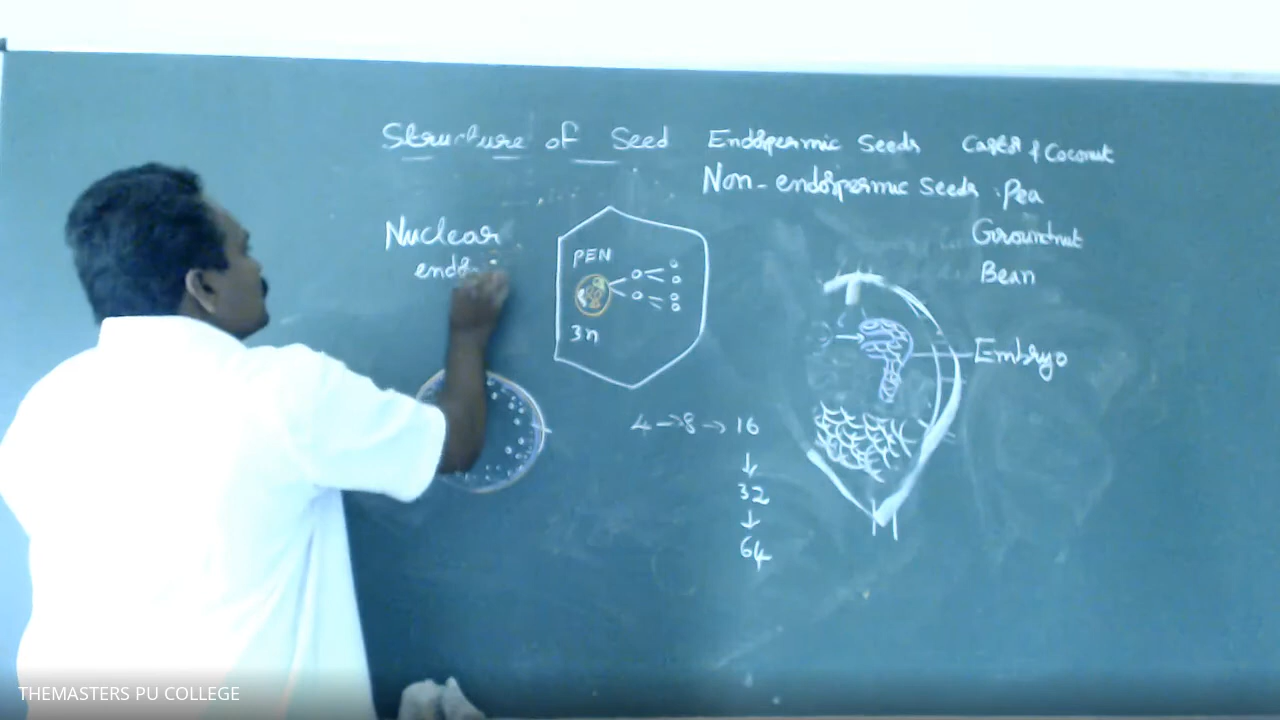 Structure of Seed Endospermic Seeds Castor & Coconut
Non-endospermic Seeds : Pea
Groundnut
Bean
Nuclear
endos
PEN
3n
Embryo
4 → 8 → 16
↓
32
↓
64
THEMASTERS PU COLLEGE